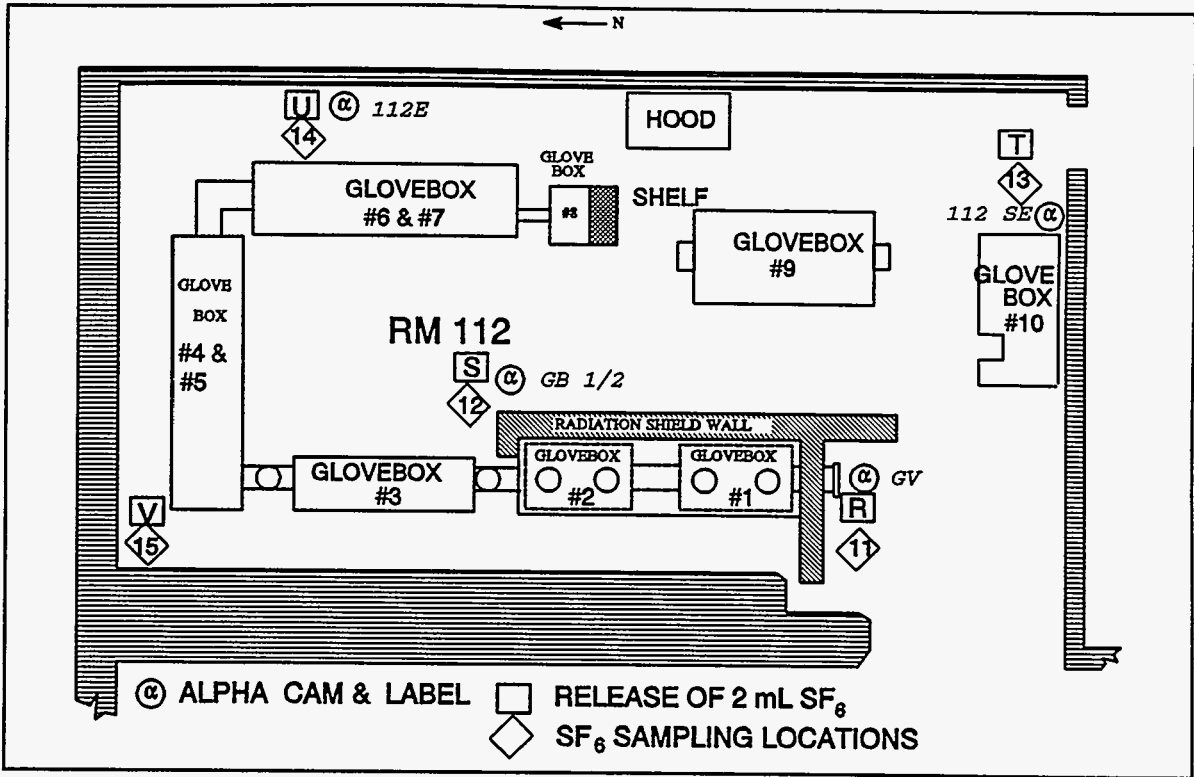 N
U α 112E
14
HOOD
T
13
112 SE α
GLOVE
BOX
#8
SHELF
GLOVEBOX
#6 & #7
GLOVEBOX
#9
GLOVE
BOX
#10
GLOVE
BOX
#4 &
#5
RM 112
S α GB 1/2
12
RADIATION SHIELD WALL
GLOVEBOX
#3
GLOVEBOX
#2
GLOVEBOX
#1
α GV
R
11
V
15
α ALPHA CAM & LABEL
RELEASE OF 2 mL SF₆
SF₆ SAMPLING LOCATIONS